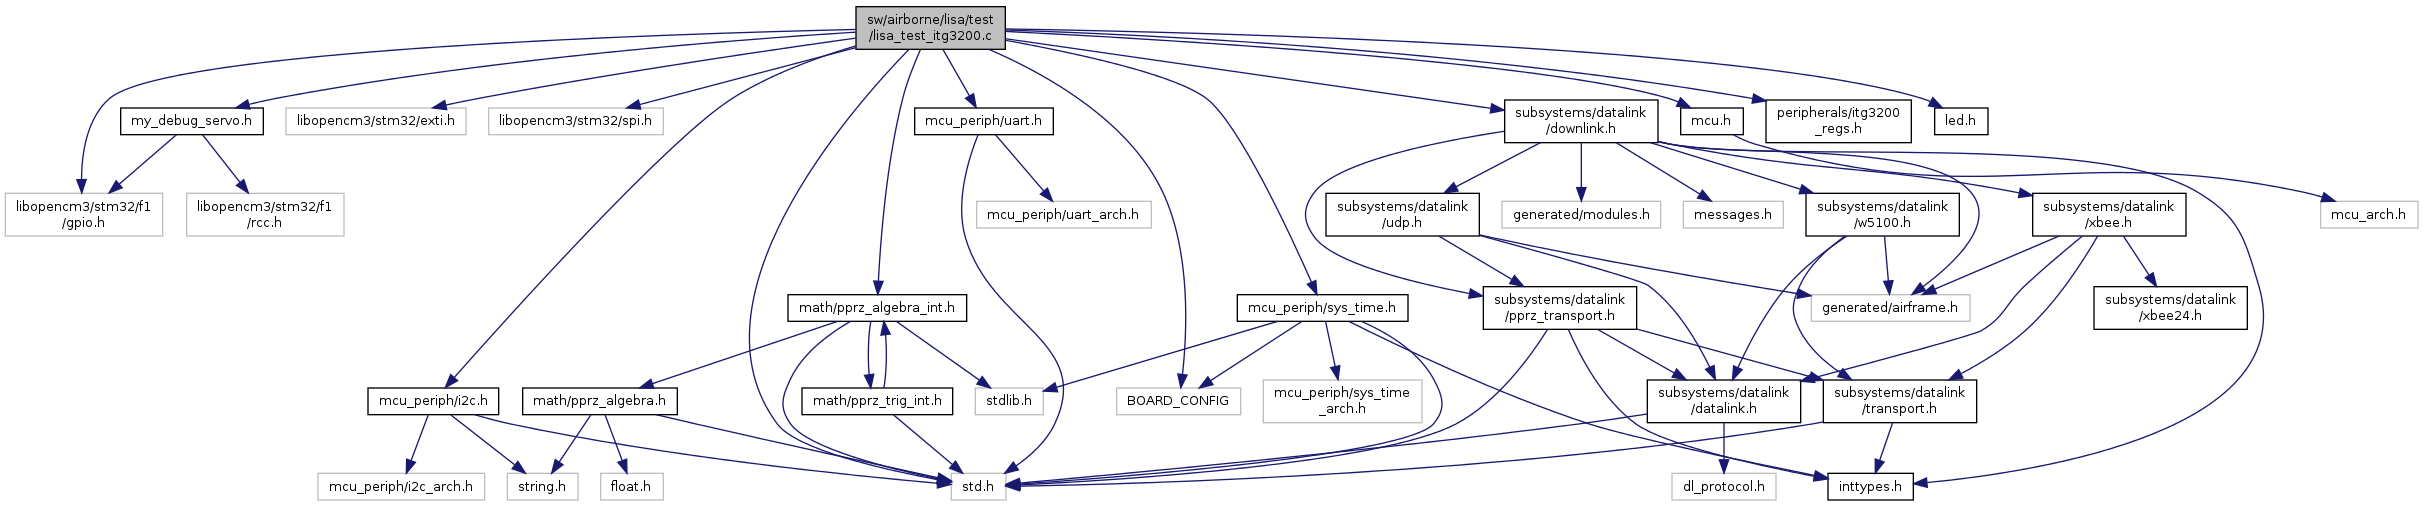 sw/airborne/lisa/test
/lisa_test_itg3200.c
my_debug_servo.h
libopencm3/stm32/exti.h
libopencm3/stm32/spi.h
mcu_periph/uart.h
subsystems/datalink
/downlink.h
mcu.h
peripherals/itg3200
_regs.h
led.h
libopencm3/stm32/f1
/gpio.h
libopencm3/stm32/f1
/rcc.h
mcu_periph/uart_arch.h
subsystems/datalink
/udp.h
generated/modules.h
messages.h
subsystems/datalink
/w5100.h
subsystems/datalink
/xbee.h
mcu_arch.h
math/pprz_algebra_int.h
mcu_periph/sys_time.h
subsystems/datalink
/pprz_transport.h
generated/airframe.h
subsystems/datalink
/xbee24.h
mcu_periph/i2c.h
math/pprz_algebra.h
math/pprz_trig_int.h
stdlib.h
BOARD_CONFIG
mcu_periph/sys_time
_arch.h
subsystems/datalink
/datalink.h
subsystems/datalink
/transport.h
mcu_periph/i2c_arch.h
string.h
float.h
std.h
dl_protocol.h
inttypes.h